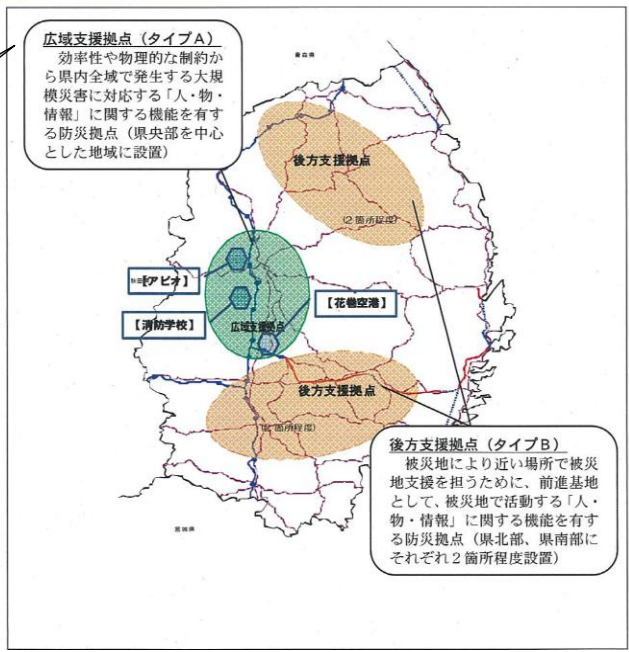 広域支援拠点（タイプＡ）
効率性や物理的な制約か
ら県内全域で発生する大規
模災害に対応する「人・物・
情報」に関する機能を有す
る防災拠点（県央部を中心
とした地域に設置）
青森県
後方支援拠点
(2箇所程度)
【アピオ】
【消防学校】
【花巻空港】
広域支援拠点
後方支援拠点
箇所程度)
後方支援拠点（タイプＢ）
被災地により近い場所で被災
地支援を担うために、前進基地
として、被災地で活動する「人・
物・情報」に関する機能を有す
る防災拠点（県北部、県南部に
それぞれ２箇所程度設置）
宮城県